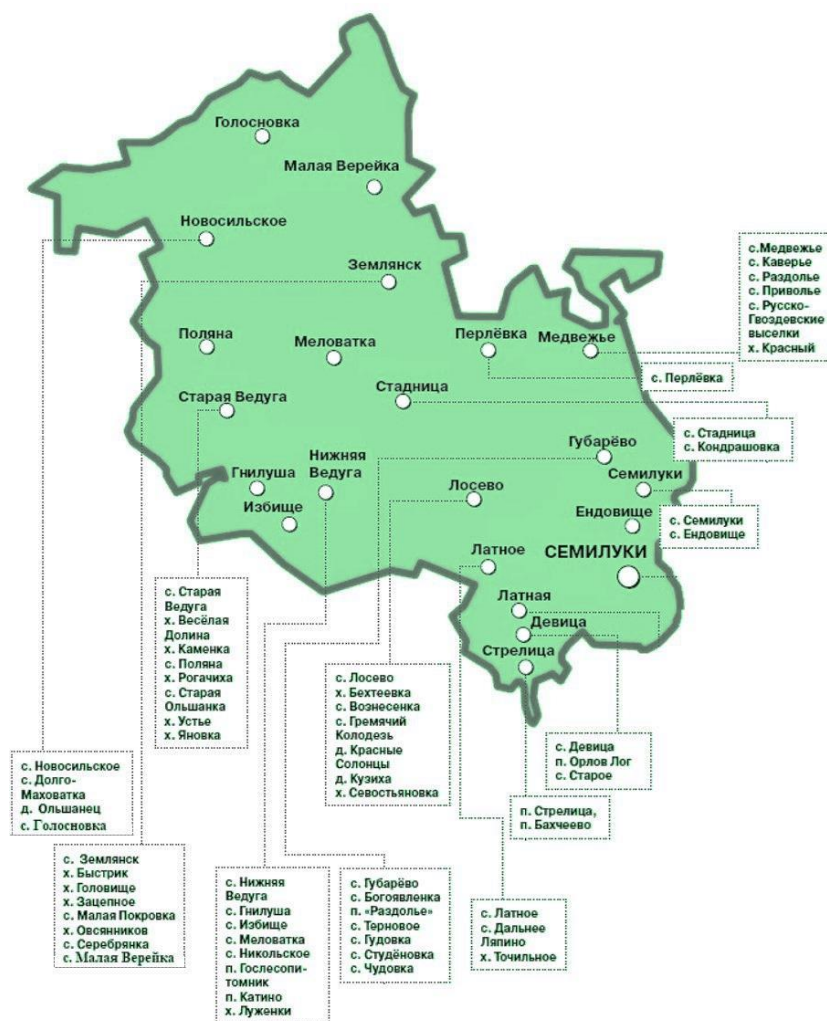 Голосновка
Малая Верейка
Новосильское
Землянск
с.Медвежье
с. Каверье
с. Раздолье
с. Приволье
с. Русско-
Гвоздевские
выселки
х. Красный
Поляна
Меловатка
Перлёвка
Медвежье
с. Перлёвка
Старая Ведуга
Стадница
с. Стадница
с. Кондрашовка
Губарёво
Нижняя
Ведуга
Гнилуша
Избище
Лосево
Семилуки
Ендовище
с. Семилуки
с. Ендовище
Латное
СЕМИЛУКИ
Латная
Девица
Стрелица
с. Старая
Ведуга
х. Весёлая
Долина
х. Каменка
с. Поляна
х. Рогачиха
с. Старая
Ольшанка
х. Устье
х. Яновка
с. Лосево
х. Бехтеевка
с. Вознесенка
с. Гремячий
Колодезь
д. Красные
Солонцы
д. Кузиха
х. Севостьяновка
с. Девица
п. Орлов Лог
с. Старое
с. Новосильское
с. Долго-
Маховатка
д. Ольшанец
с. Голосновка
п. Стрелица,
п. Бахчеево
с. Землянск
х. Быстрик
х. Головище
х. Зацепное
с. Малая Покровка
х. Овсянников
с. Серебрянка
с. Малая Верейка
с. Нижняя
Ведуга
с. Гнилуша
с. Избище
с. Меловатка
с. Никольское
п. Гослесопи-
томник
п. Катино
х. Луженки
с. Губарёво
с. Богоявленка
п. «Раздолье»
с. Терновое
с. Гудовка
с. Студёновка
с. Чудовка
с. Латное
с. Дальнее
Ляпино
х. Точильное